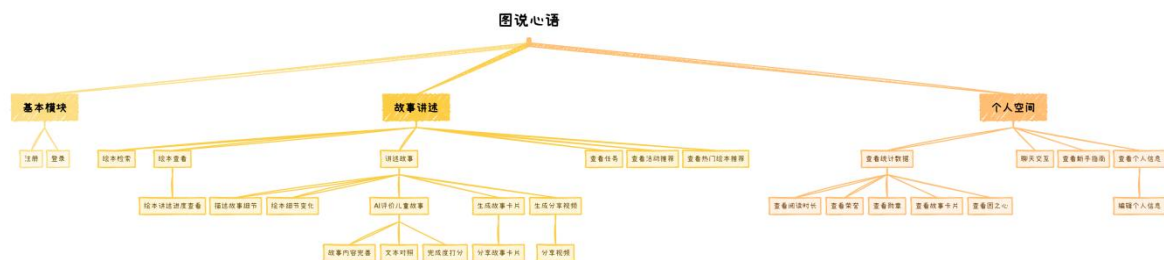 图说心语
基本模块
故事讲述
个人空间
注册
登录
绘本检索
绘本查看
讲述故事
查看任务
查看活动推荐
查看热门绘本推荐
查看统计数据
聊天交互
查看助手指南
查看个人信息
绘本讲述进度查看
描述故事细节
绘本细节变化
AI评价儿童故事
生成故事卡片
生成分享视频
查看阅读时长
查看荣誉
查看勋章
查看故事卡片
查看图之心
编辑个人信息
故事内容完善
文本对照
完成度打分
分享故事卡片
分享视频